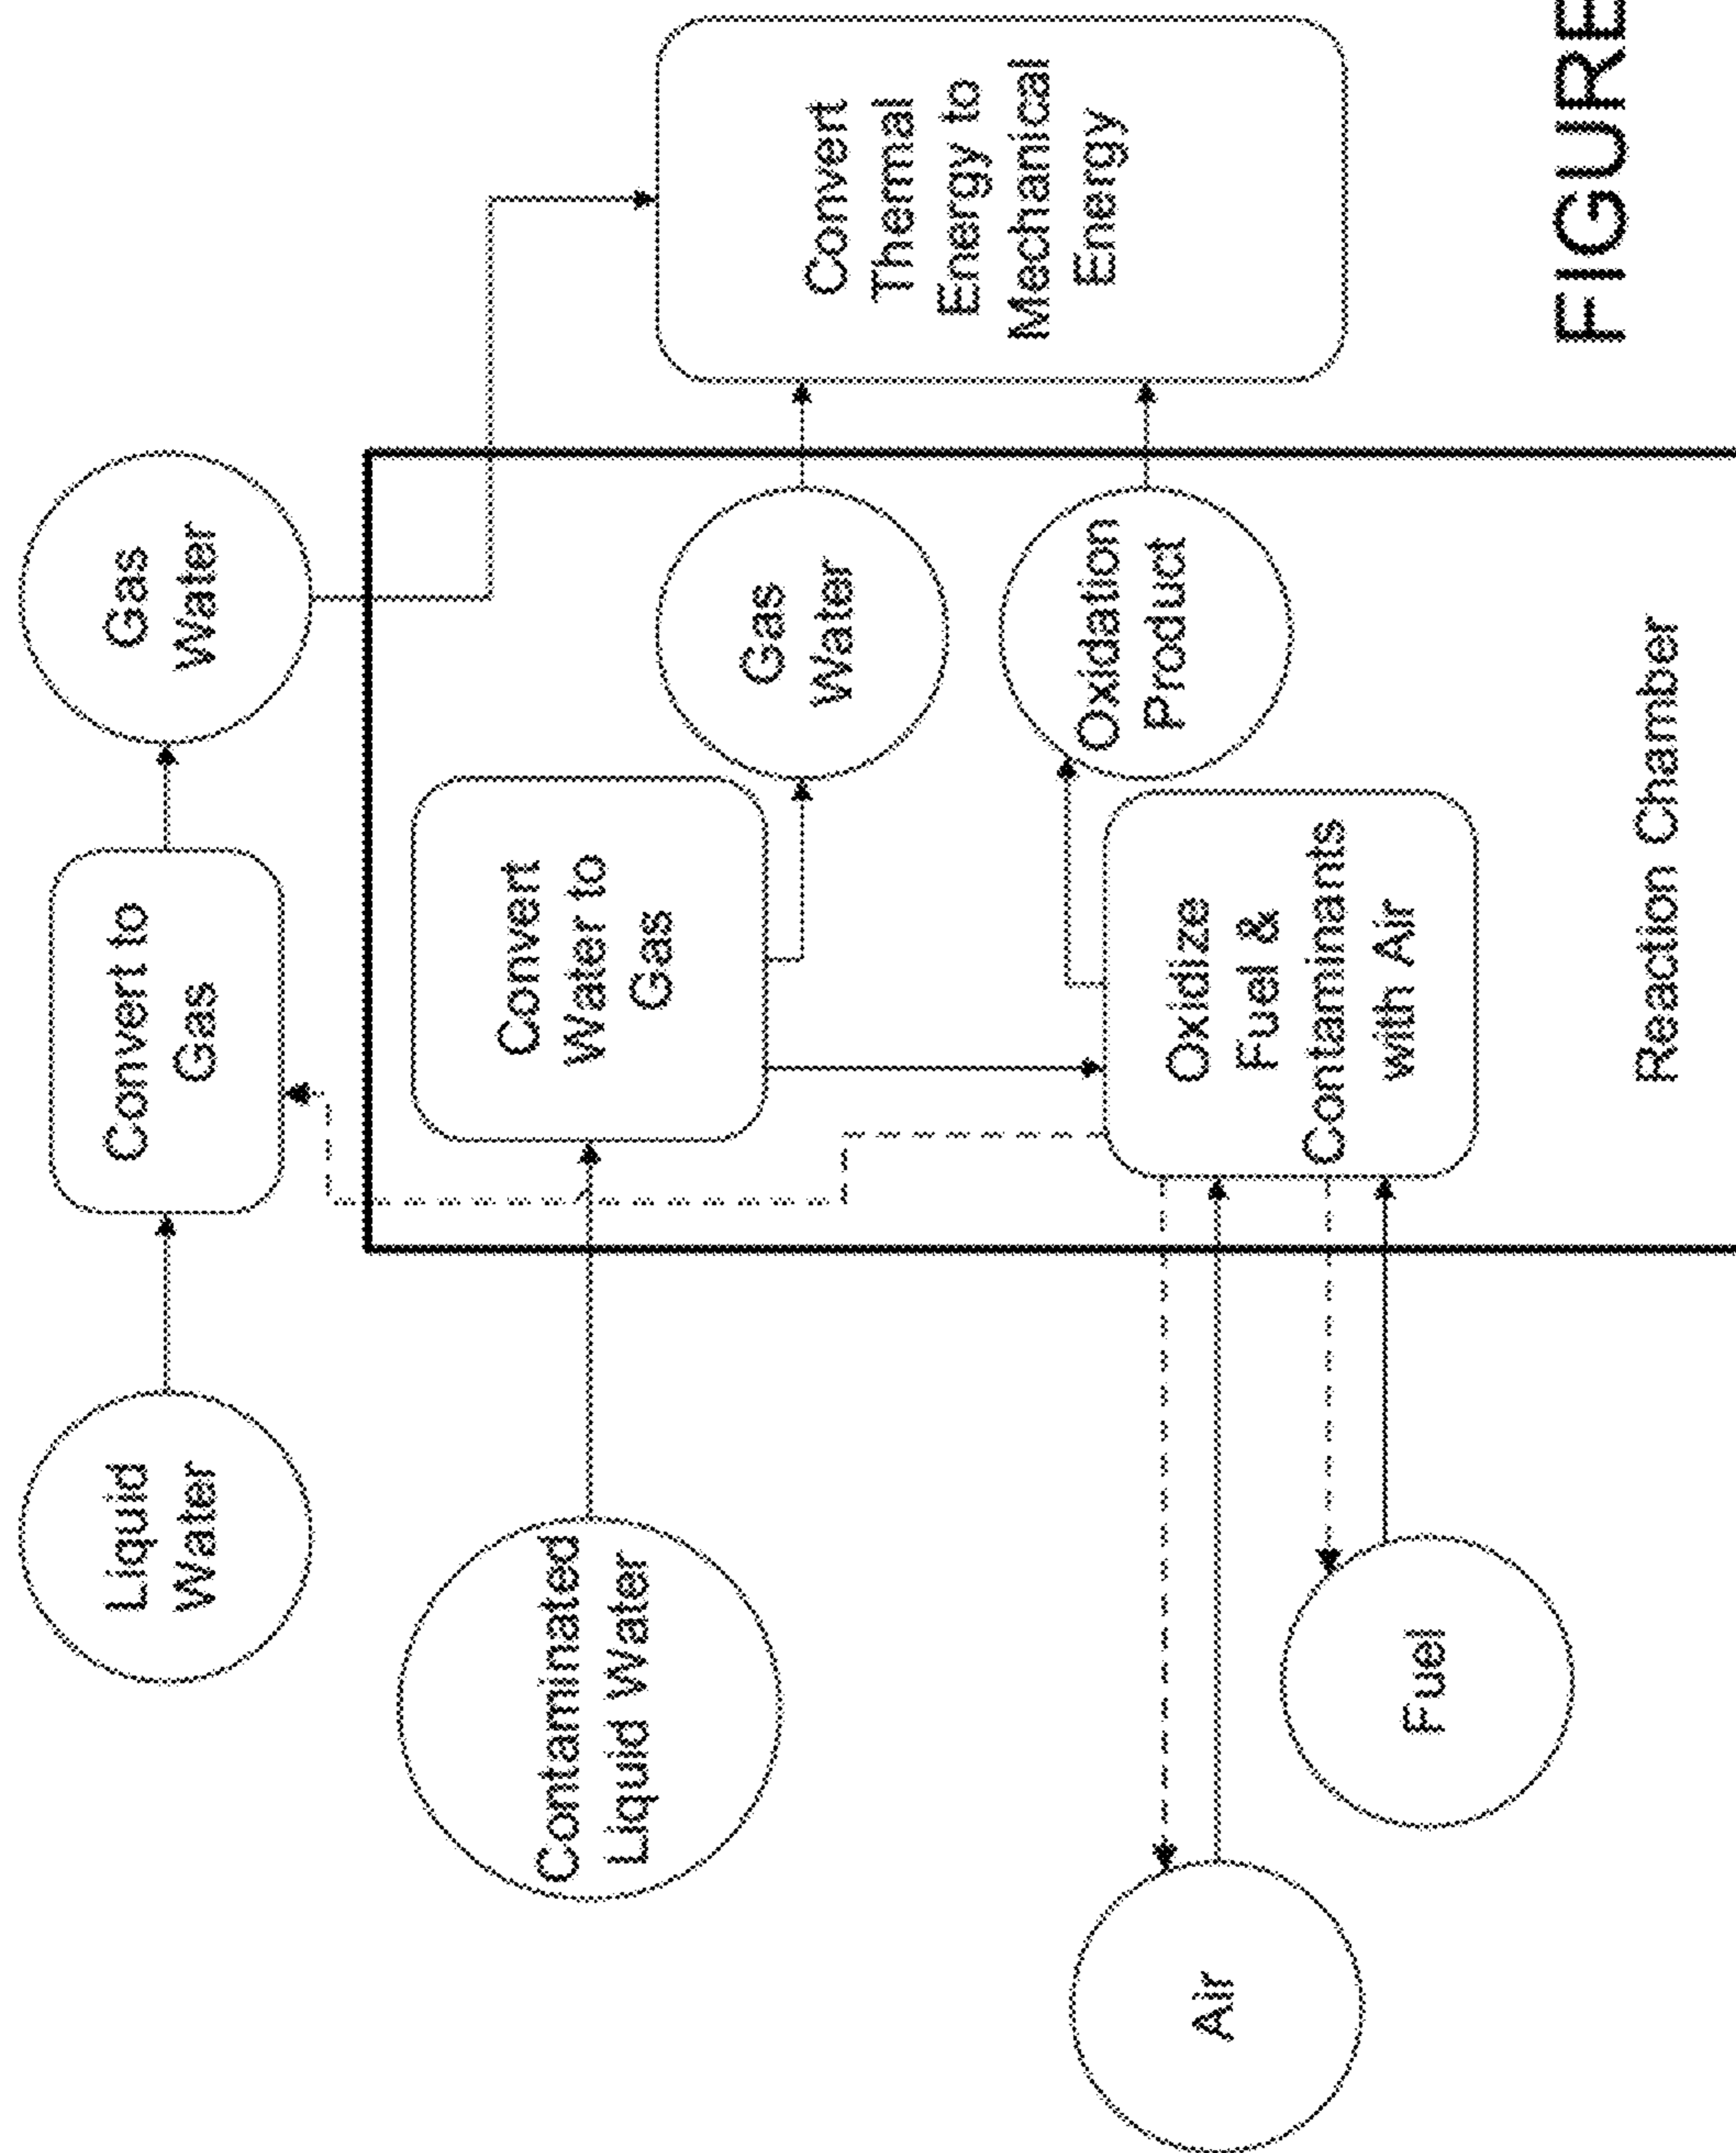 Liquid
Water
Convert to
Gas
Gas
Water
Contaminated
Liquid Water
Convert
Water to
Gas
Gas
Water
Convert
Thermal
Energy to
Mechanical
Energy
Air
Fuel
Oxidize
Fuel &
Contaminants
with Air
Oxidation
Product
Reaction Chamber
FIGURE